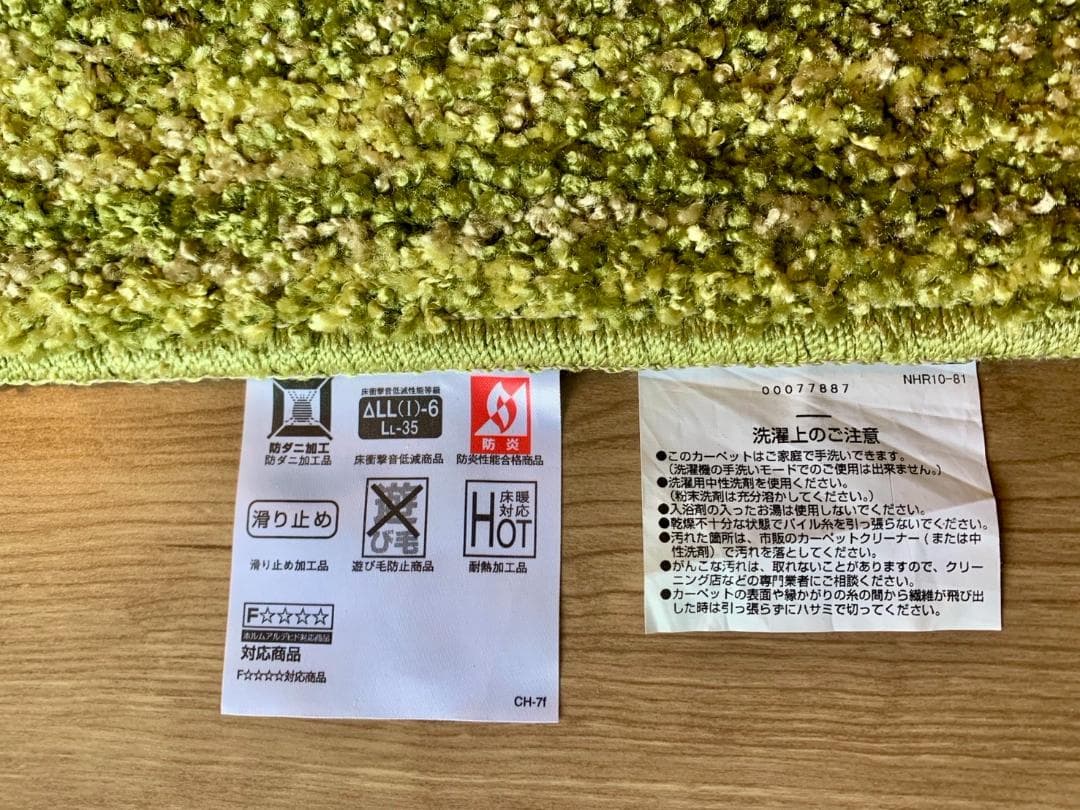 防ダニ加工
防ダニ加工品
床衝撃音低減性能等級
ΔLL(I)-6
LL-35
床衝撃音低減商品
防炎
防炎性能合格商品
滑り止め
滑り止め加工品
遊び毛
遊び毛防止商品
床暖
対応
HOT
耐熱加工品
F☆☆☆☆
ホルムアルデヒド対応商品
対応商品
F☆☆☆☆対応商品
CH-7f
00077887
NHR10-81
洗濯上のご注意
●このカーペットはご家庭で手洗いできます。
(洗濯機の手洗いモードでのご使用は出来ません。)
●洗濯用中性洗剤を使用ください。
(粉末洗剤は充分溶かしてください。)
●入浴剤の入ったお湯は使用しないでください。
●乾燥不十分な状態でパイル糸を引っ張らないでください。
●汚れた箇所は、市販のカーペットクリーナー(または中
性洗剤)で汚れを落としてください。
●がんこな汚れは、取れないことがありますので、クリー
ニング店などの専門業者にご相談ください。
●カーペットの表面や縁かがりの糸の間から繊維が飛び出
した時は引っ張らずにハサミで切ってください。